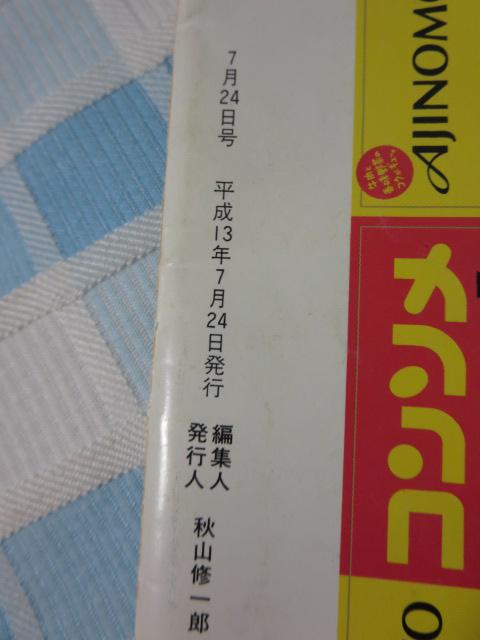 7月24日号　平成13年7月24日発行　編集人
発行人　秋山修一郎
AJINOMO
コンソメ
O